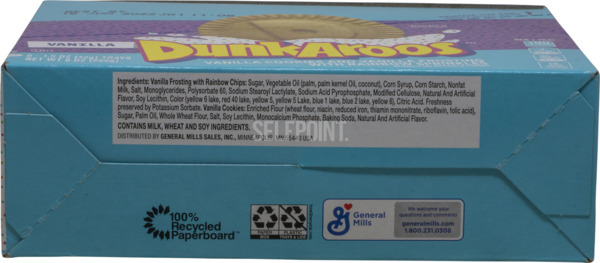 VANILLA
DUNKAROOS
Ingredients: Vanilla Frosting with Rainbow Chips: Sugar, Vegetable Oil (palm, palm kernel Oil, coconut), Corn Syrup, Corn Starch, Nonfat
Milk, Salt, Monoglycerides, Polysorbate 60, Sodium Stearoyl Lactylate, Sodium Acid Pyrophosphate, Modified Cellulose, Natural And Artificial
Flavor, Soy Lecithin, Color (yellow 6 lake, red 40 lake, yellow 5, yellow 5 Lake, blue 1 lake, blue 2 lake, yellow 6), Citric Acid. Freshness
preserved by Potassium Sorbate. Vanilla Cookies: Enriched Flour (wheat flour, niacin, reduced iron, thiamin mononitrate, riboflavin, folic acid),
Sugar, Palm Oil, Whole Wheat Flour, Salt, Soy Lecithin, Monocalcium Phosphate, Baking Soda, Natural And Artificial Flavor.
CONTAINS MILK, WHEAT AND SOY INGREDIENTS.
SELFPOINT.
DISTRIBUTED BY GENERAL MILLS SALES, INC.,
100%
Recycled
Paperboard™
PAPER
BOX
PLASTIC
TRAYS & LIDS
General
Mills
We welcome your
questions and comments
generalmills.com
1.800.231.0308